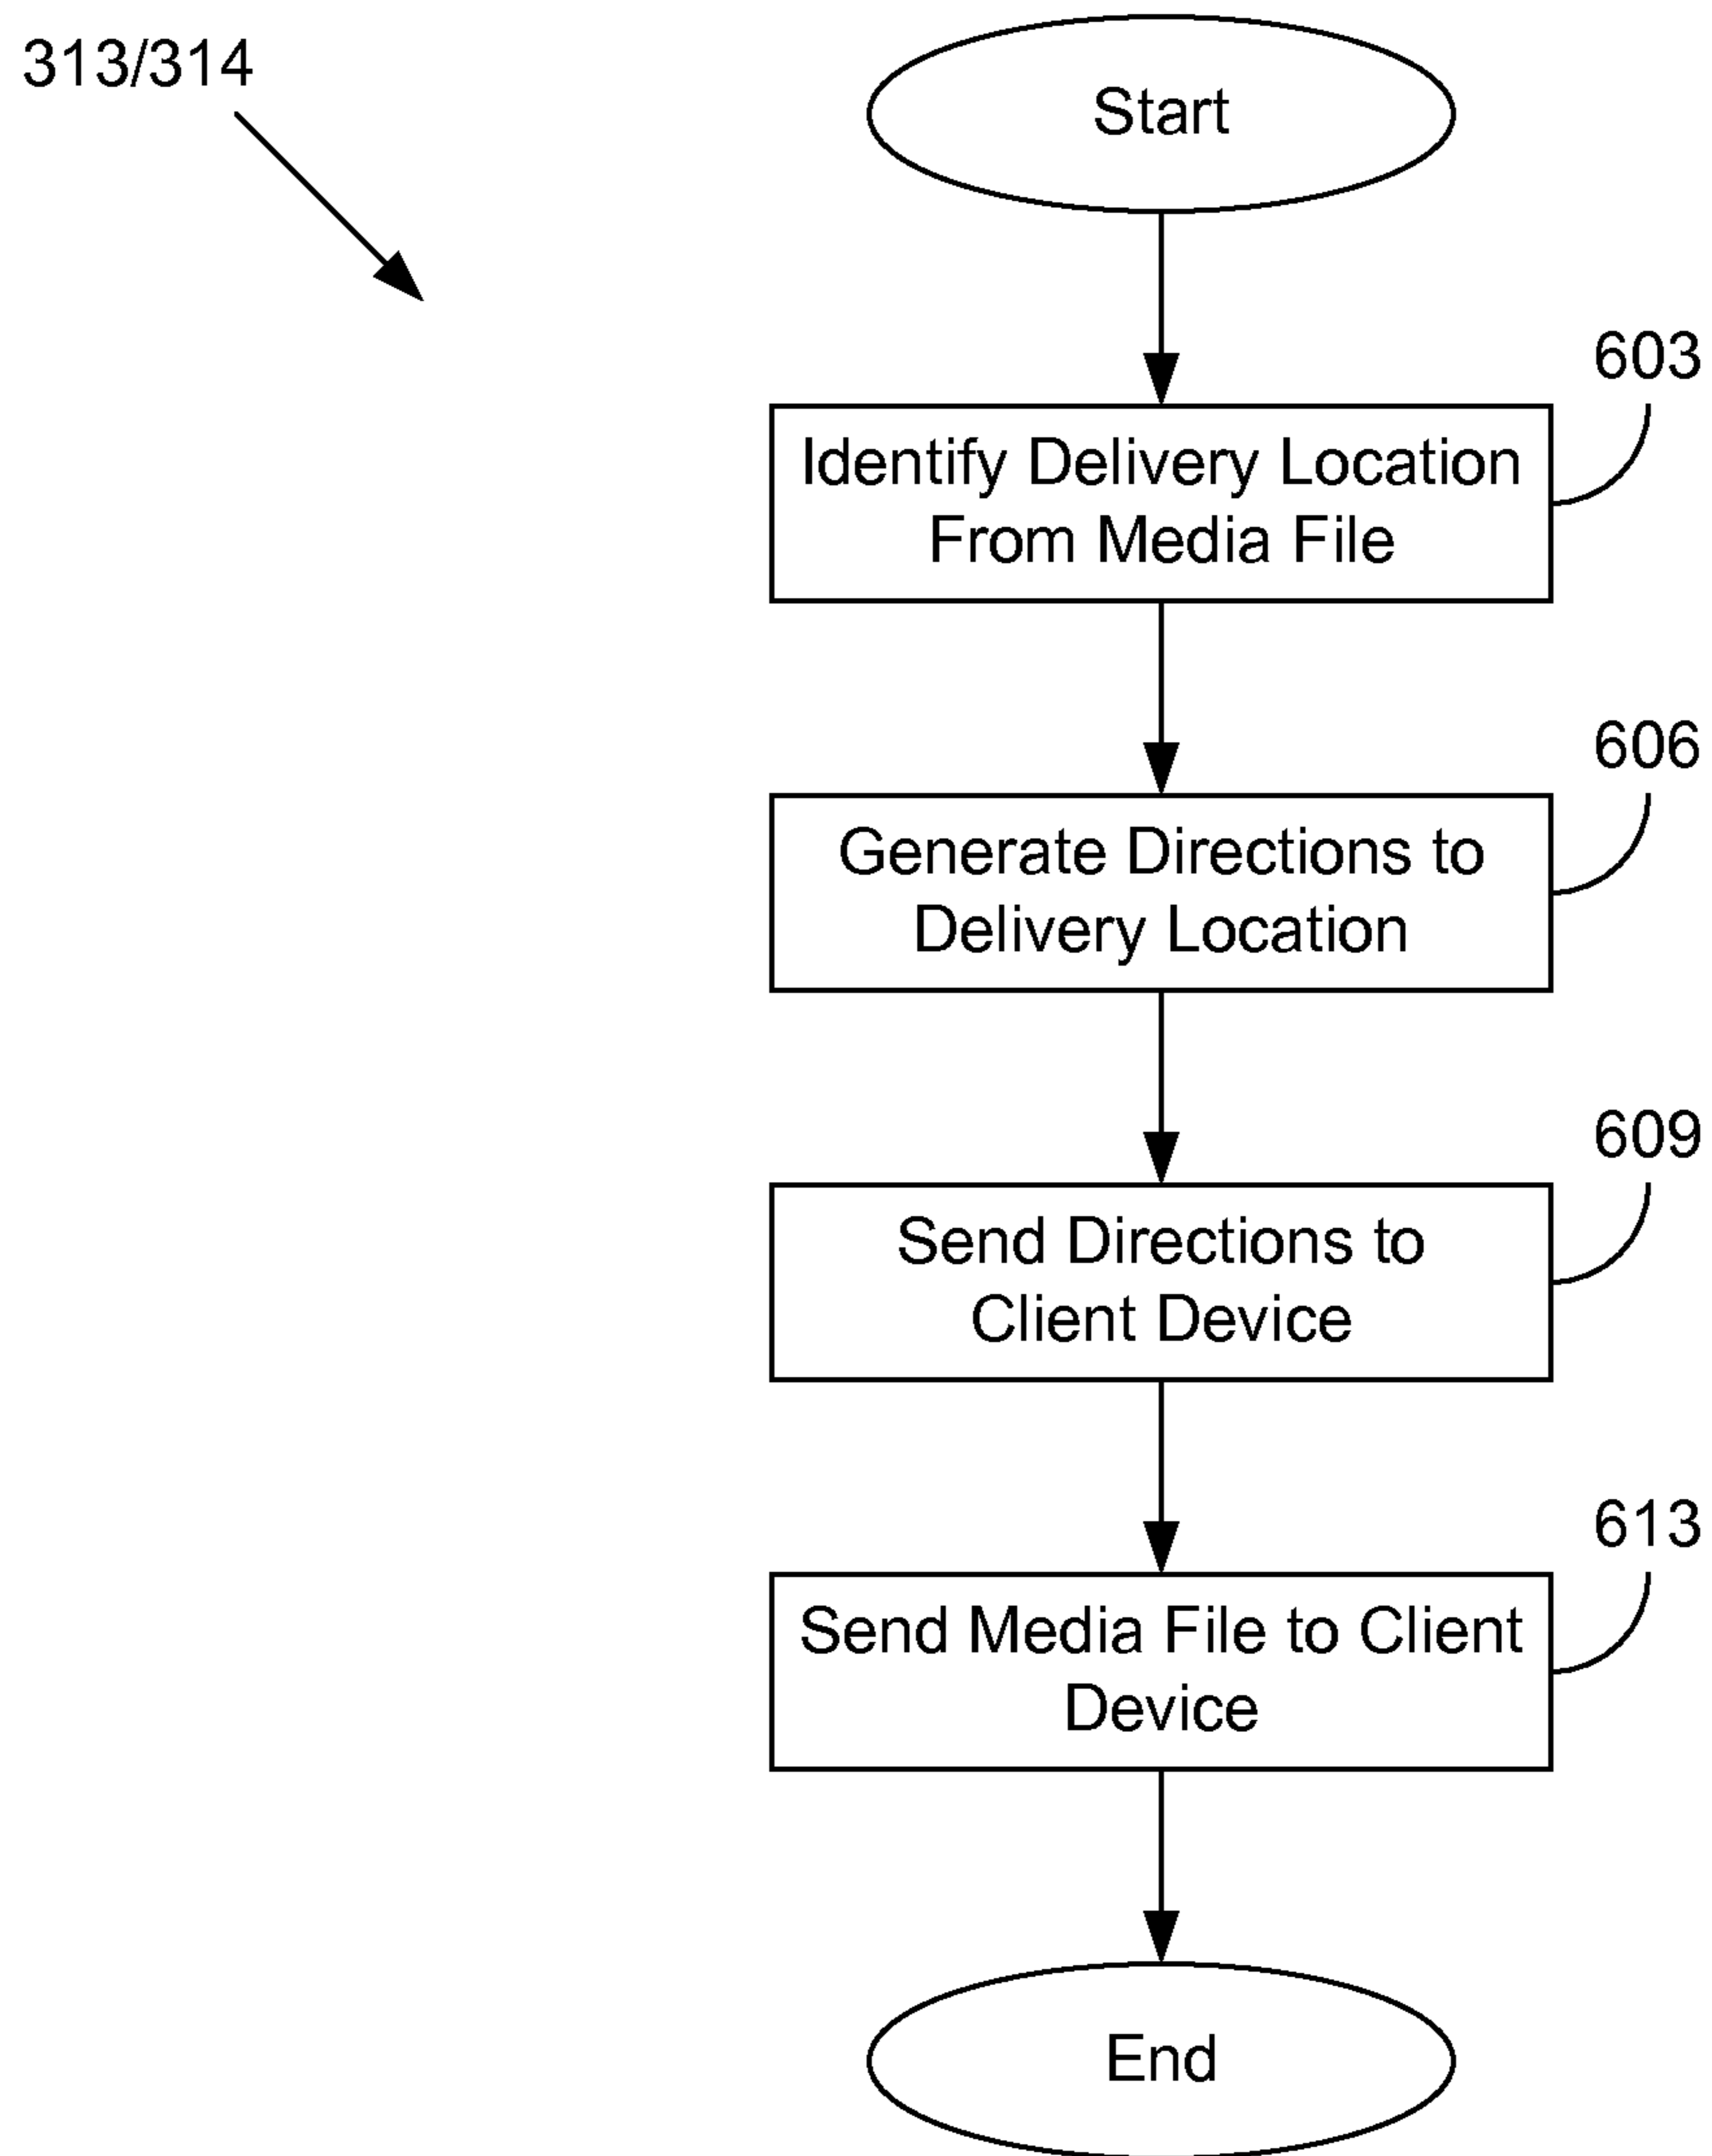 313/314
Start
603
Identify Delivery Location
From Media File
606
Generate Directions to
Delivery Location
609
Send Directions to
Client Device
613
Send Media File to Client
Device
End